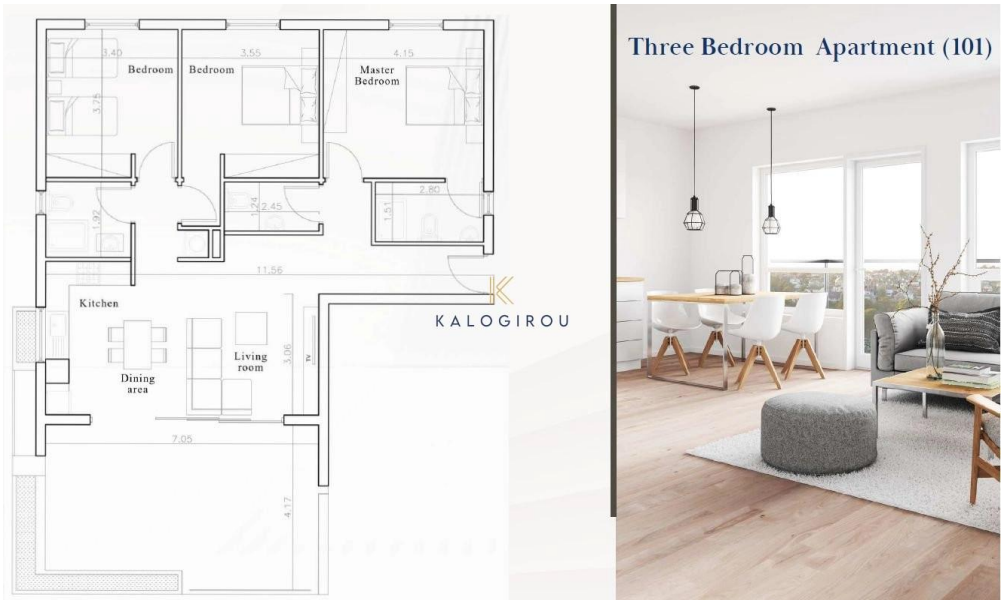 Three Bedroom Apartment (101)
3.40
3.55
4.15
Bedroom
Bedroom
Master
Bedroom
3.75
2.80
1.92
1.24
2.45
1.51
11.56
Kitchen
KALOGIROU
3.06
TV
Living
room
Dining
area
7.05
4.17